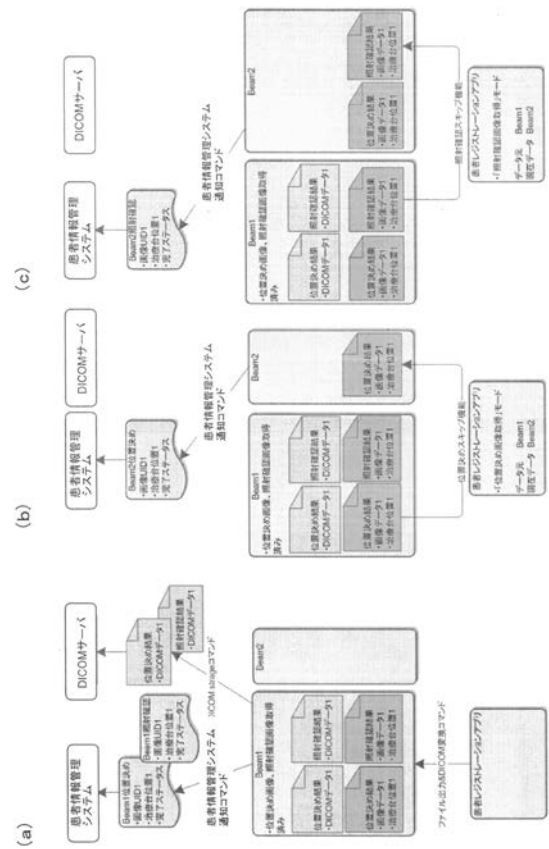 (a)
患者情報管理
システム
DICOMサーバ
Beam1位置決め
・画像UID1
・治療台位置1
・完了ステータス
Beam1照射確認
・画像UID1
・治療台位置1
・完了ステータス
位置決め結果
・DICOMデータ1
照射確認結果
・DICOMデータ1
患者情報管理システム
通知コマンド
DICOM strageコマンド
Beam1
・位置決め画像、照射確認画像取得
済み
位置決め結果
・DICOMデータ1
照射確認結果
・DICOMデータ1
位置決め結果
・画像データ1
・治療台位置1
照射確認結果
・画像データ1
・治療台位置1
Beam2
ファイル出力&DICOM変換コマンド
患者レジストレーションアプリ
(b)
患者情報管理
システム
DICOMサーバ
Beam2位置決め
・画像UID1
・治療台位置1
・完了ステータス
患者情報管理システム
通知コマンド
Beam1
・位置決め画像、照射確認画像取得
済み
位置決め結果
・DICOMデータ1
照射確認結果
・DICOMデータ1
位置決め結果
・画像データ1
・治療台位置1
照射確認結果
・画像データ1
・治療台位置1
Beam2
位置決め結果
・画像データ1
・治療台位置1
位置決めスキップ機能
患者レジストレーションアプリ
・「位置決め画像取得」モード
データ元 Beam1
現在データ Beam2
(c)
患者情報管理
システム
DICOMサーバ
Beam2照射確認
・画像UID1
・治療台位置1
・完了ステータス
患者情報管理システム
通知コマンド
Beam1
・位置決め画像、照射確認画像取得
済み
位置決め結果
・DICOMデータ1
照射確認結果
・DICOMデータ1
位置決め結果
・画像データ1
・治療台位置1
照射確認結果
・画像データ1
・治療台位置1
Beam2
位置決め結果
・画像データ1
・治療台位置1
照射確認結果
・画像データ1
・治療台位置1
照射確認スキップ機能
患者レジストレーションアプリ
・「照射確認画像取得」モード
データ元 Beam1
現在データ Beam2